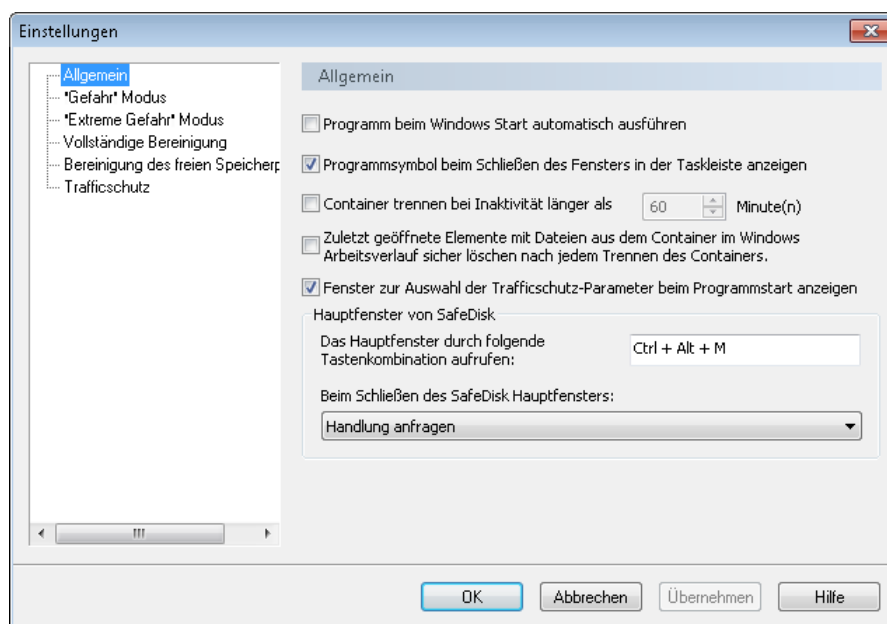 Einstellungen
Allgemein
"Gefahr" Modus
"Extreme Gefahr" Modus
Vollständige Bereinigung
Bereinigung des freien Speicherp
Trafficschutz
Allgemein
Programm beim Windows Start automatisch ausführen
Programmsymbol beim Schließen des Fensters in der Taskleiste anzeigen
Container trennen bei Inaktivität länger als 60 Minute(n)
Zuletzt geöffnete Elemente mit Dateien aus dem Container im Windows
Arbeitsverlauf sicher löschen nach jedem Trennen des Containers.
Fenster zur Auswahl der Trafficschutz-Parameter beim Programmstart anzeigen
Hauptfenster von SafeDisk
Das Hauptfenster durch folgende
Tastenkombination aufrufen:
Ctrl + Alt + M
Beim Schließen des SafeDisk Hauptfensters:
Handlung anfragen
OK Abbrechen Übernehmen Hilfe